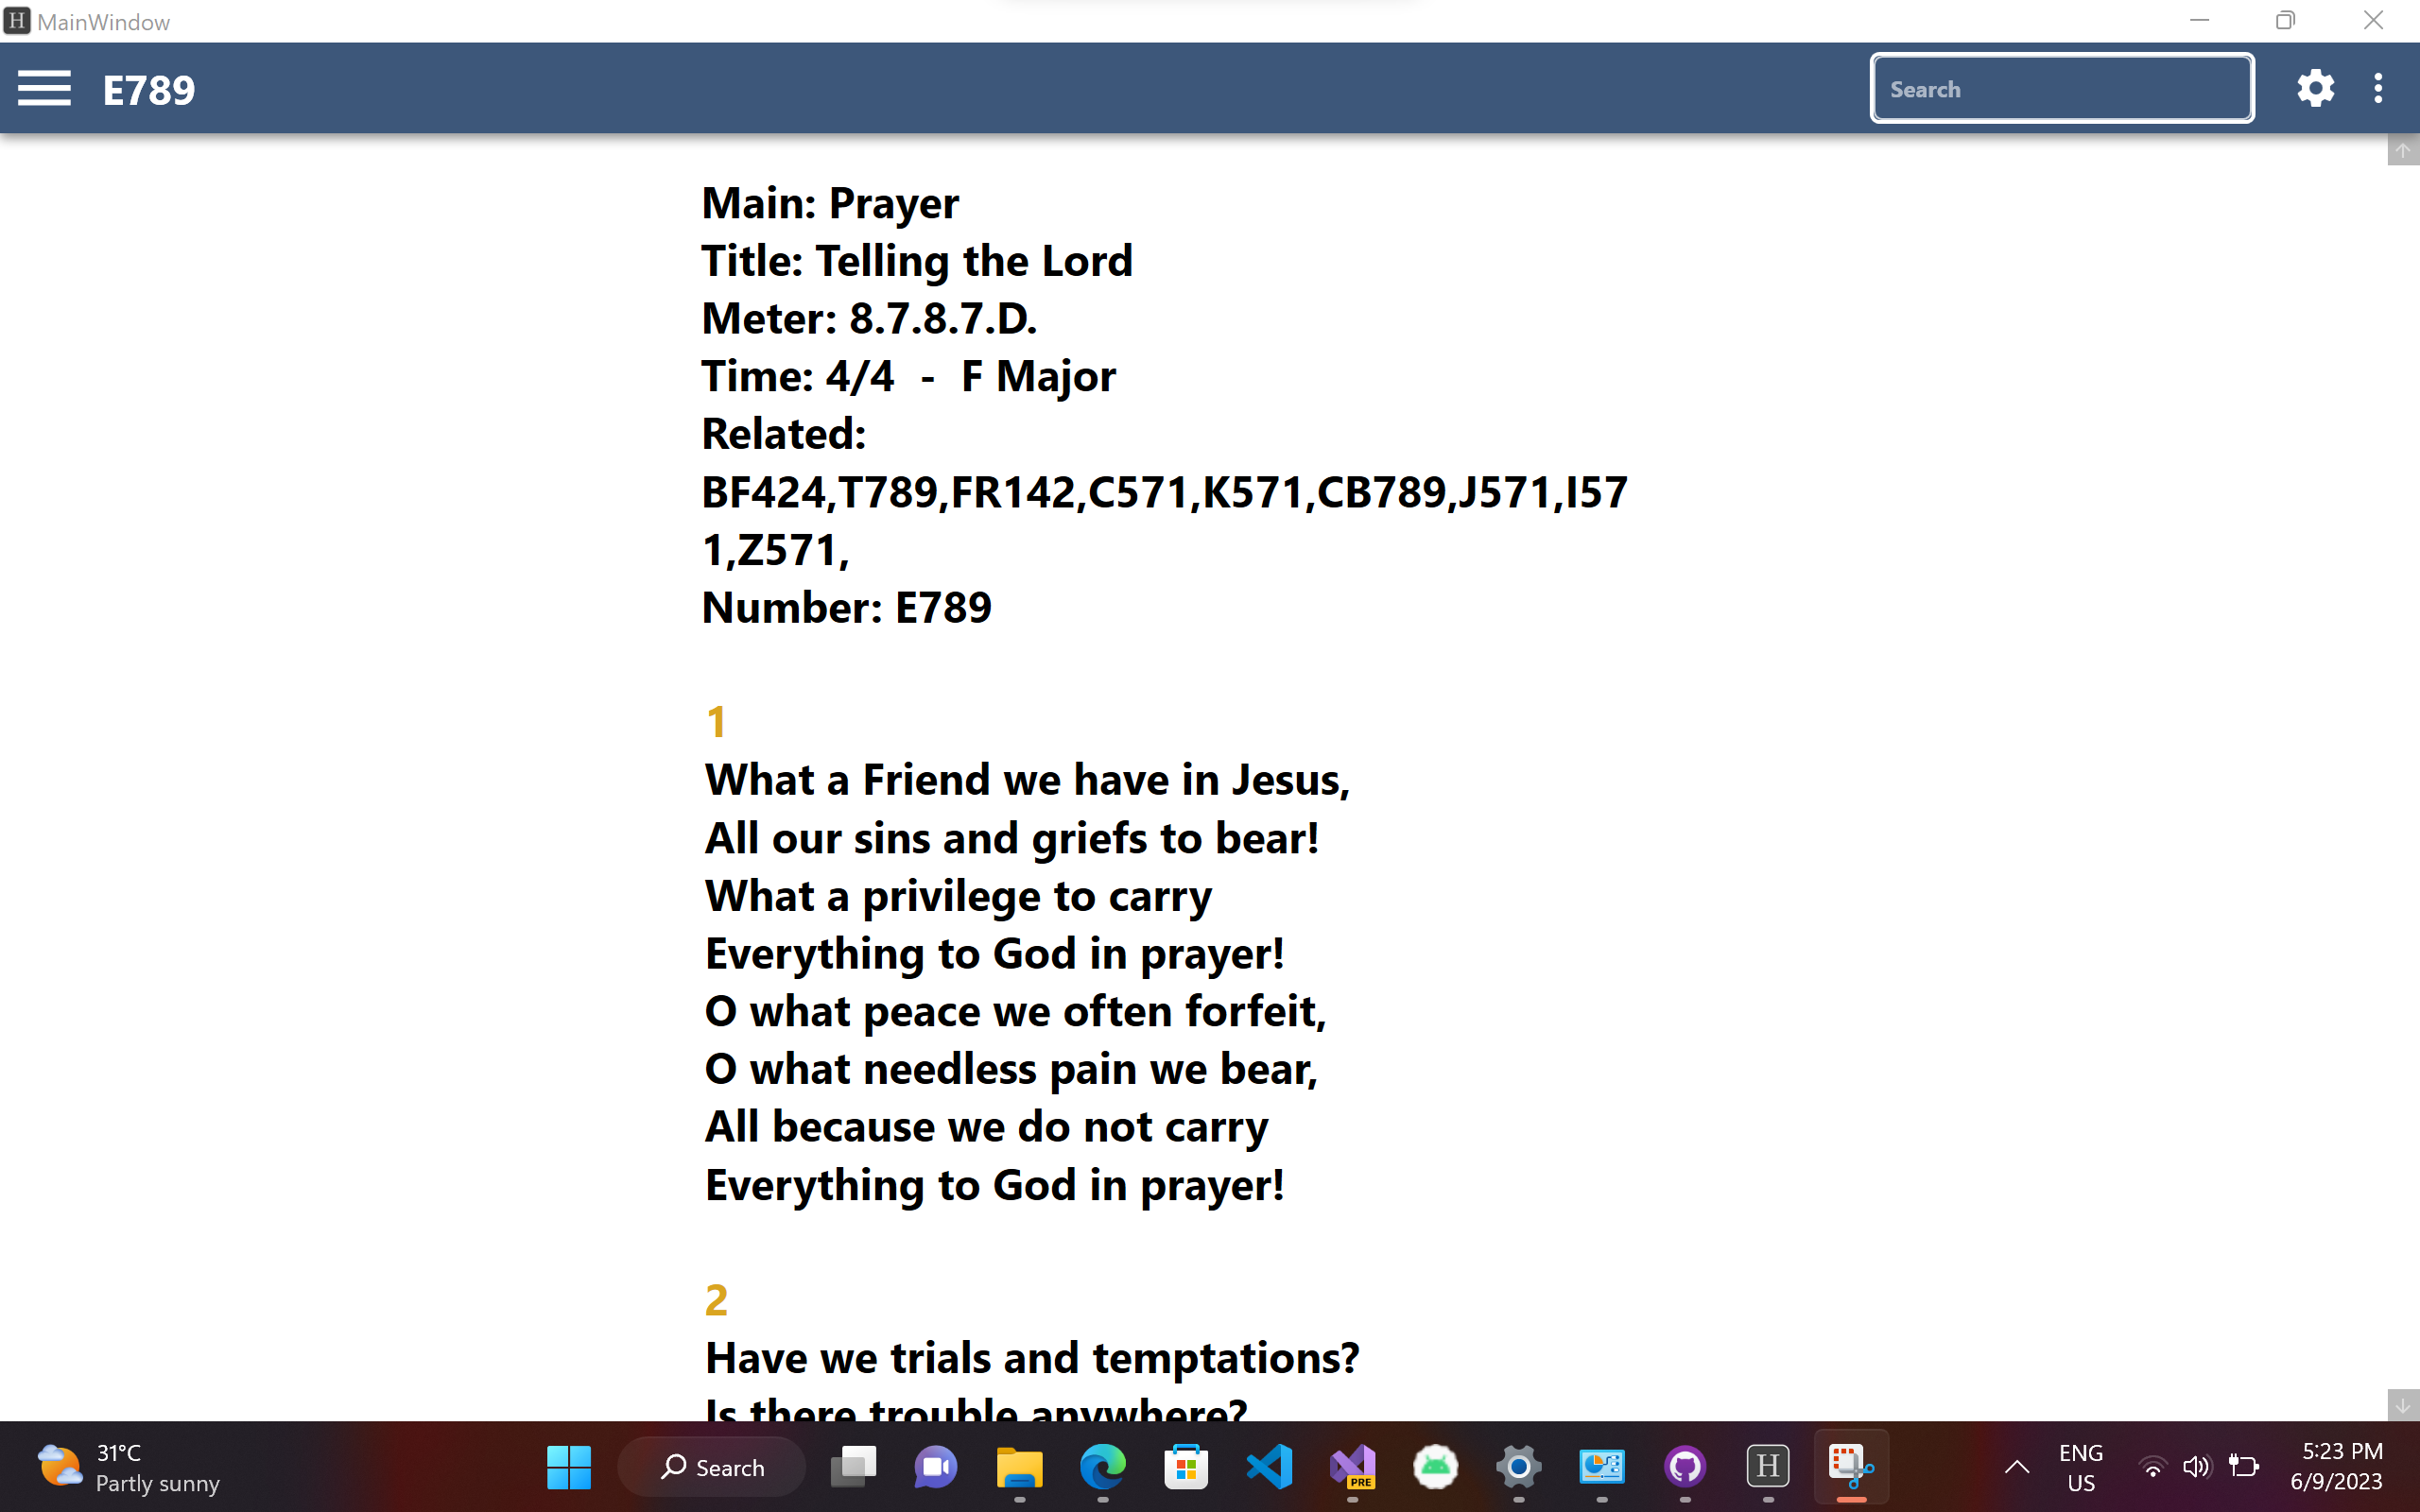 H MainWindow
E789
Search
Main: Prayer
Title: Telling the Lord
Meter: 8.7.8.7.D.
Time: 4/4  -  F Major
Related:
BF424,T789,FR142,C571,K571,CB789,J571,I57
1,Z571,
Number: E789
1
What a Friend we have in Jesus,
All our sins and griefs to bear!
What a privilege to carry
Everything to God in prayer!
O what peace we often forfeit,
O what needless pain we bear,
All because we do not carry
Everything to God in prayer!
2
Have we trials and temptations?
Is there trouble anywhere?
31°C
Partly sunny
Search
PRE
H
ENG
US
5:23 PM
6/9/2023